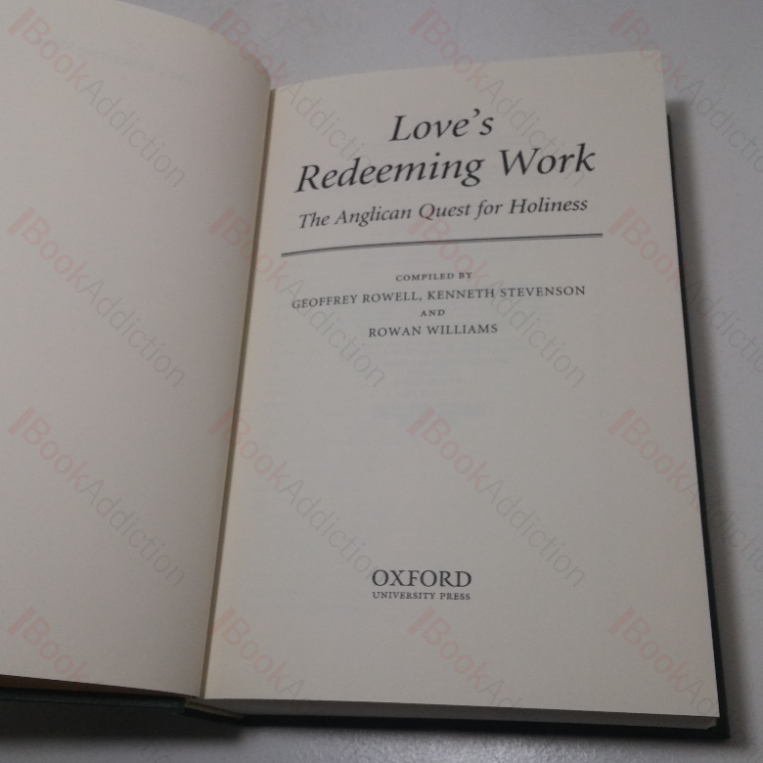 Love's
Redeeming Work
The Anglican Quest for Holiness
COMPILED BY
GEOFFREY ROWELL, KENNETH STEVENSON
AND
ROWAN WILLIAMS
OXFORD
UNIVERSITY PRESS
BookAddiction